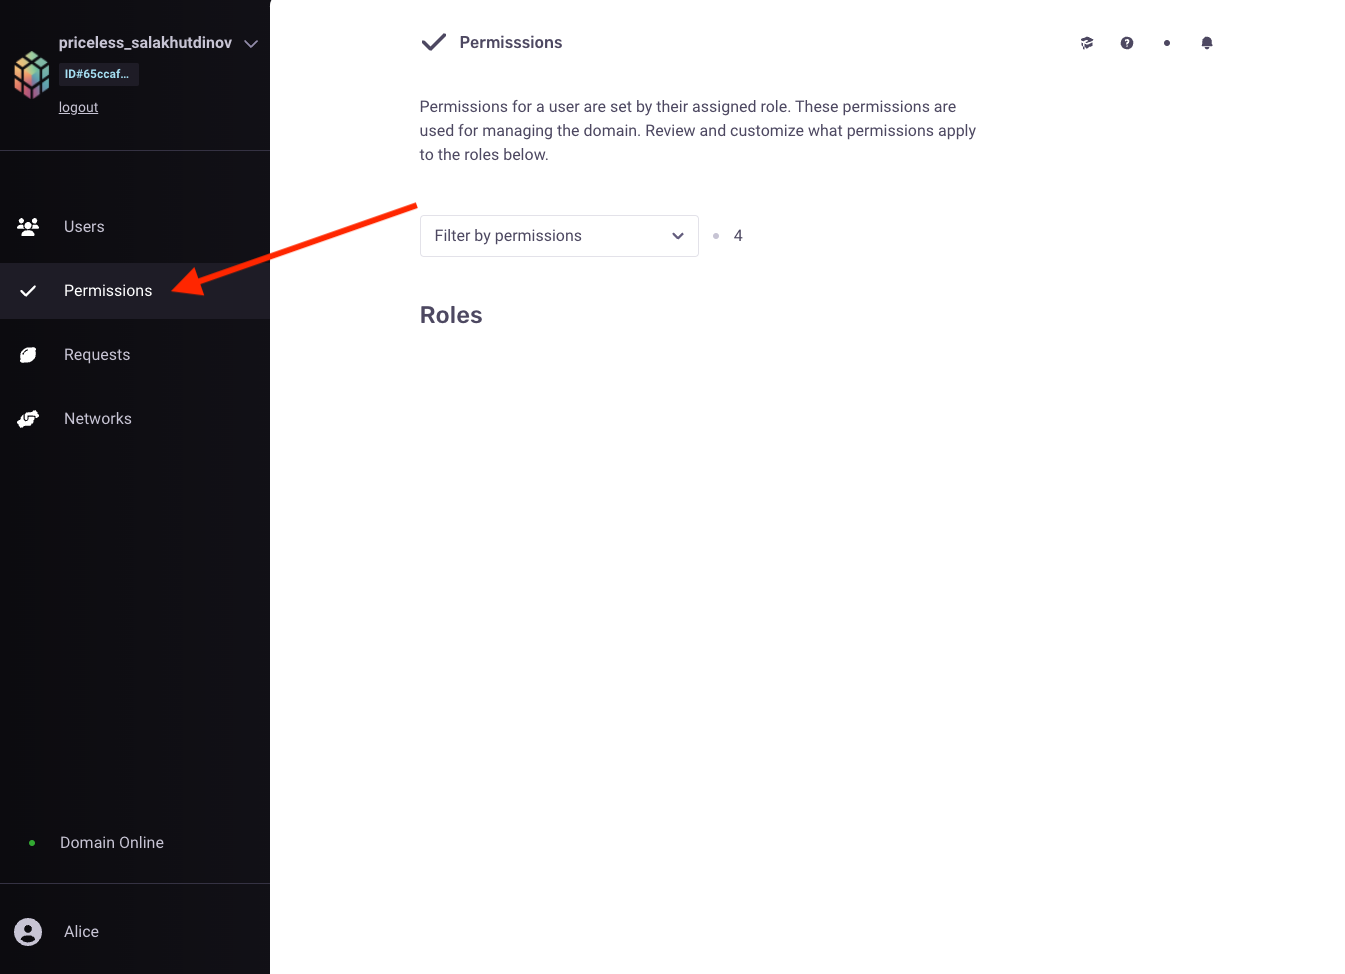 priceless_salakhutdinov
ID#65ccaf...
logout
Users
Permissions
Requests
Networks
Domain Online
Alice
Permisssions
Permissions for a user are set by their assigned role. These permissions are
used for managing the domain. Review and customize what permissions apply
to the roles below.
Filter by permissions
4
Roles